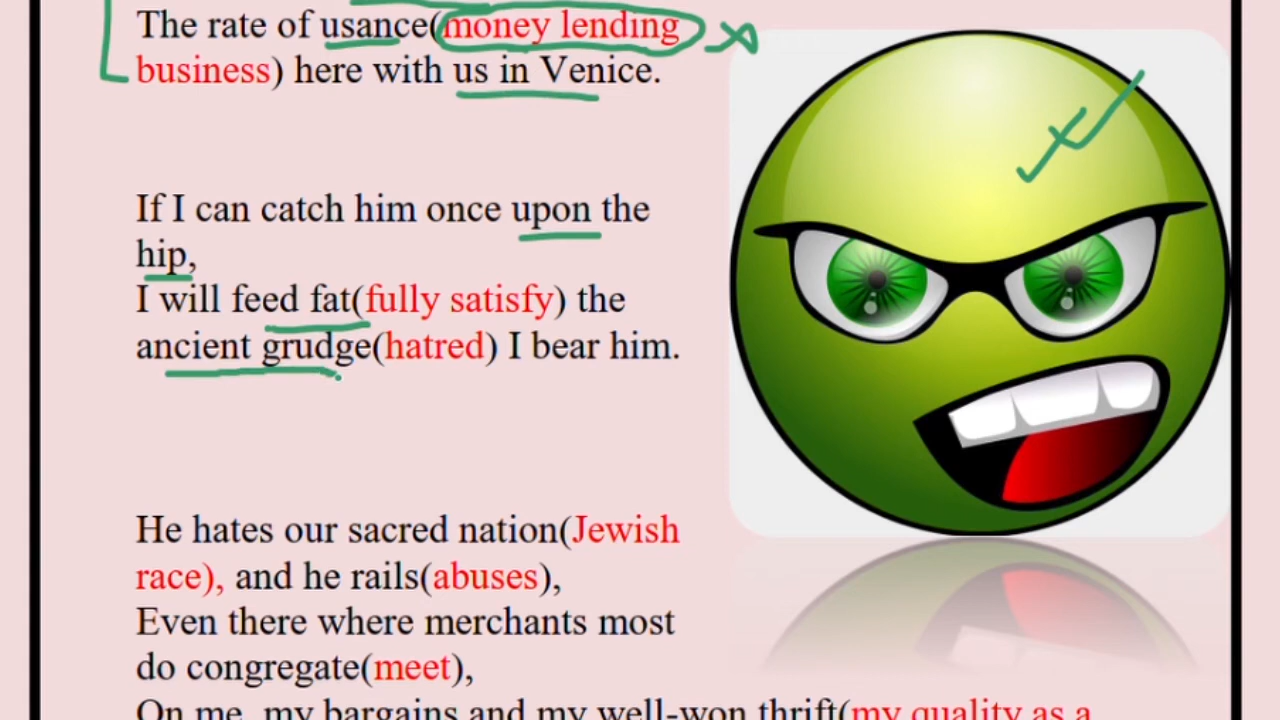 The rate of usance(money lending
business) here with us in Venice.
If I can catch him once upon the
hip,
I will feed fat(fully satisfy) the
ancient grudge(hatred) I bear him.
He hates our sacred nation(Jewish
race), and he rails(abuses),
Even there where merchants most
do congregate(meet),
On me, my bargains and my well-won thrift(my quality as a